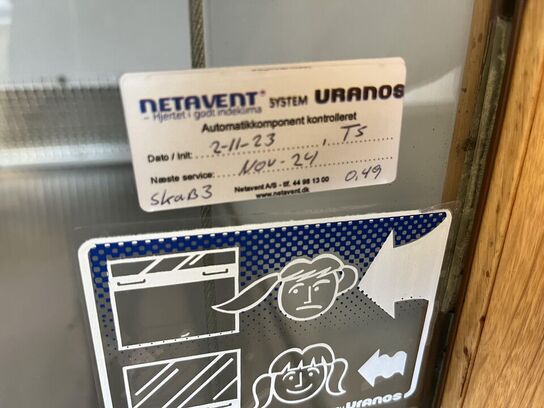 NETAVENT® SYSTEM URANOS
- Hjertet i godt indeklima
Automatikkomponent kontrolleret
Dato / Init: 2-11-23 , TS
Næste service: Nov-24
Skab3 0,49
Netavent A/S - tlf. 44 98 13 00
www.netavent.dk
URANOS